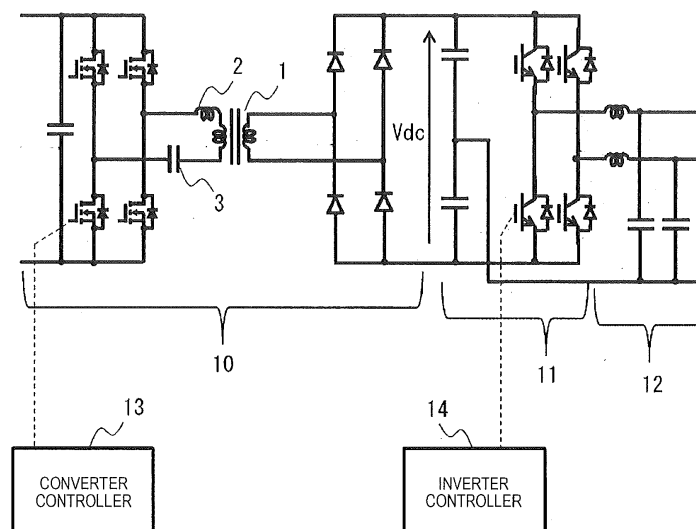 2
1
Vdc
3
10
11
12
13
14
CONVERTER
CONTROLLER
INVERTER
CONTROLLER